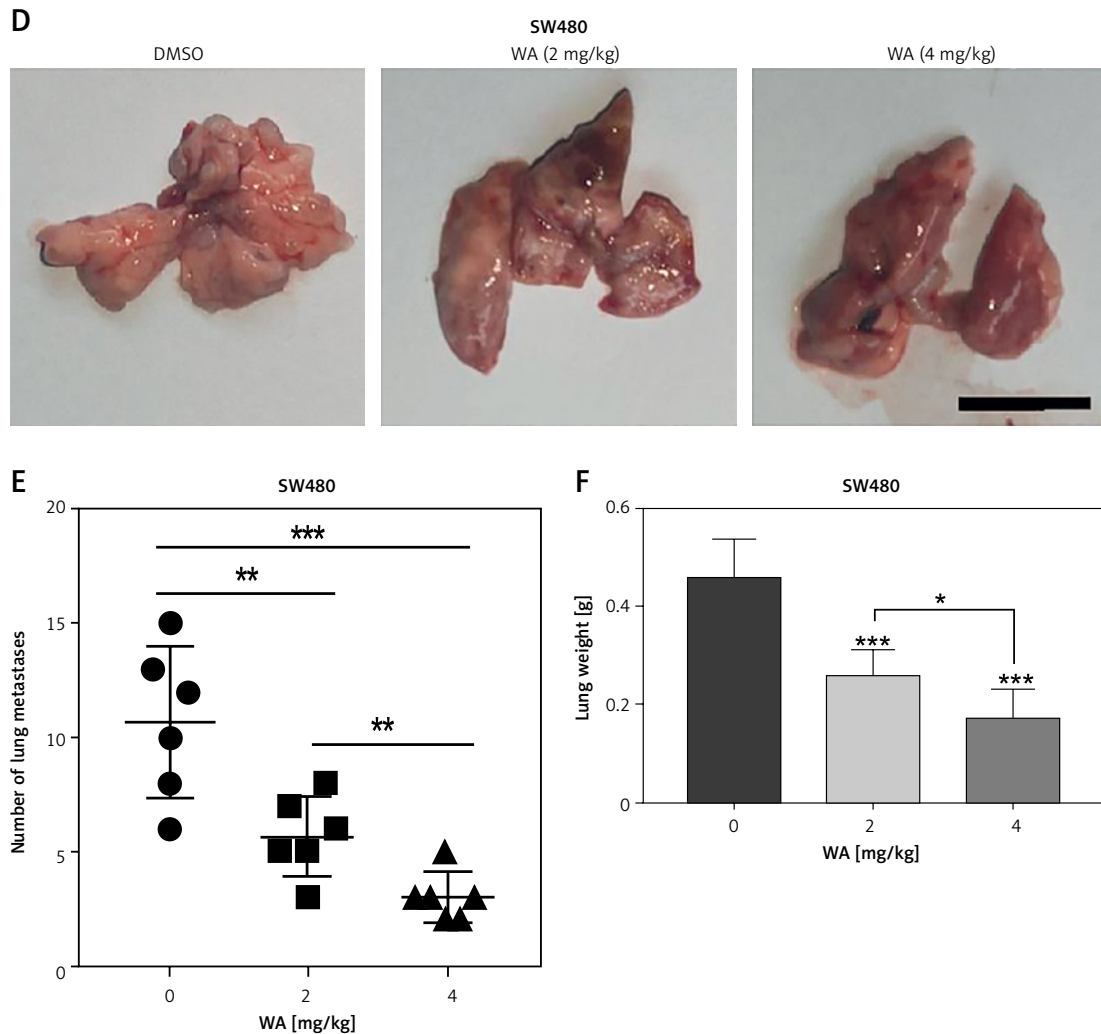 D
SW480
DMSO
WA (2 mg/kg)
WA (4 mg/kg)
E
SW480
Number of lung metastases
20
15
10
5
0
***
**
**
0
2
4
WA [mg/kg]
F
SW480
Lung weight [g]
0.6
0.4
0.2
0
*
***
***
0
2
4
WA [mg/kg]